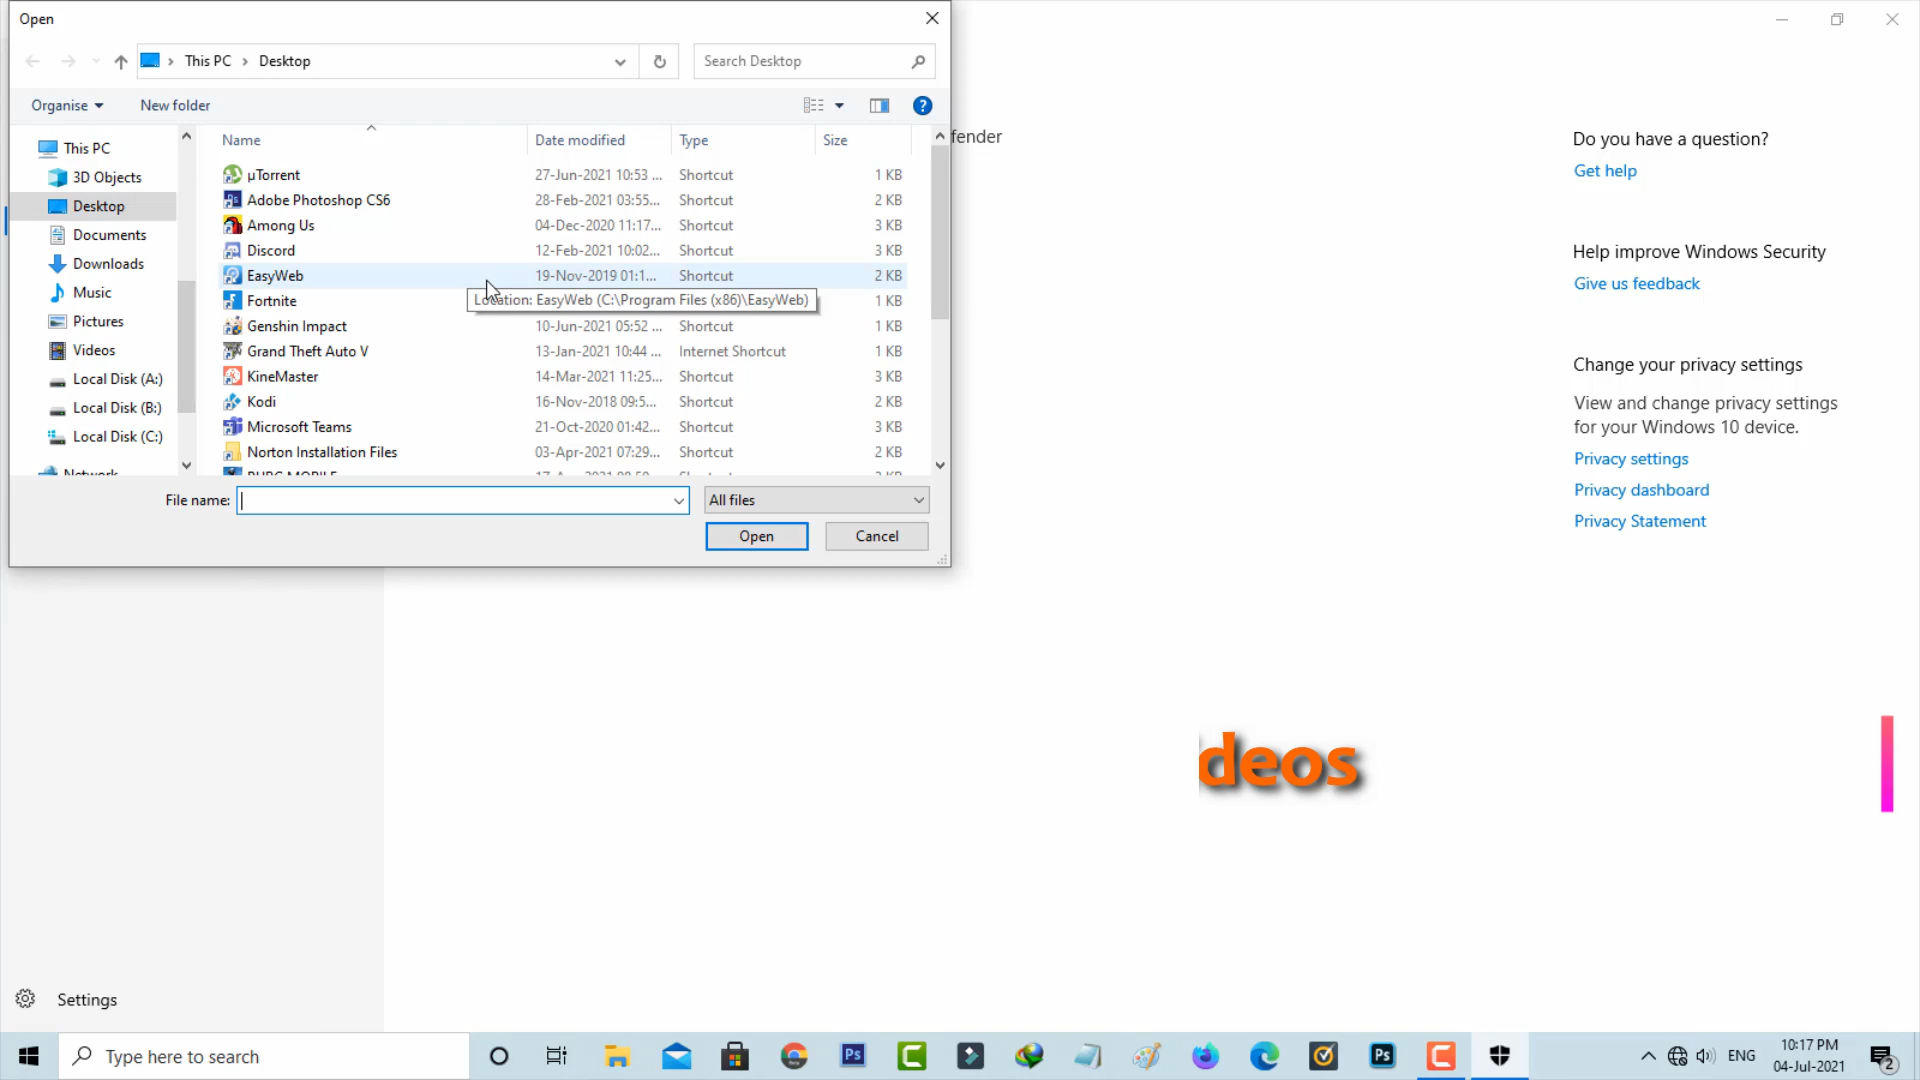 Open
This PC > Desktop
Search Desktop
Organise
New folder
?
fender
Name
Date modified
Type
Size
This PC
3D Objects
Desktop
Documents
Downloads
Music
Pictures
Videos
Local Disk (A:)
Local Disk (B:)
Local Disk (C:)
Network
µTorrent 27-Jun-2021 10:53 ... Shortcut 1 KB
Adobe Photoshop CS6 28-Feb-2021 03:55... Shortcut 2 KB
Among Us 04-Dec-2020 11:17... Shortcut 3 KB
Discord 12-Feb-2021 10:02... Shortcut 3 KB
EasyWeb 19-Nov-2019 01:1... Shortcut 2 KB
Fortnite 1 KB
Location: EasyWeb (C:\Program Files (x86)\EasyWeb)
Genshin Impact 10-Jun-2021 05:52 ... Shortcut 1 KB
Grand Theft Auto V 13-Jan-2021 10:44 ... Internet Shortcut 1 KB
KineMaster 14-Mar-2021 11:25... Shortcut 3 KB
Kodi 16-Nov-2018 09:5... Shortcut 2 KB
Microsoft Teams 21-Oct-2020 01:42... Shortcut 3 KB
Norton Installation Files 03-Apr-2021 07:29... Shortcut 2 KB
PUBG MOBILE
File name:
All files
Open
Cancel
Do you have a question?
Get help
Help improve Windows Security
Give us feedback
Change your privacy settings
View and change privacy settings
for your Windows 10 device.
Privacy settings
Privacy dashboard
Privacy Statement
deos
Settings
Type here to search
Ps
Ps
ENG
10:17 PM
04-Jul-2021
2